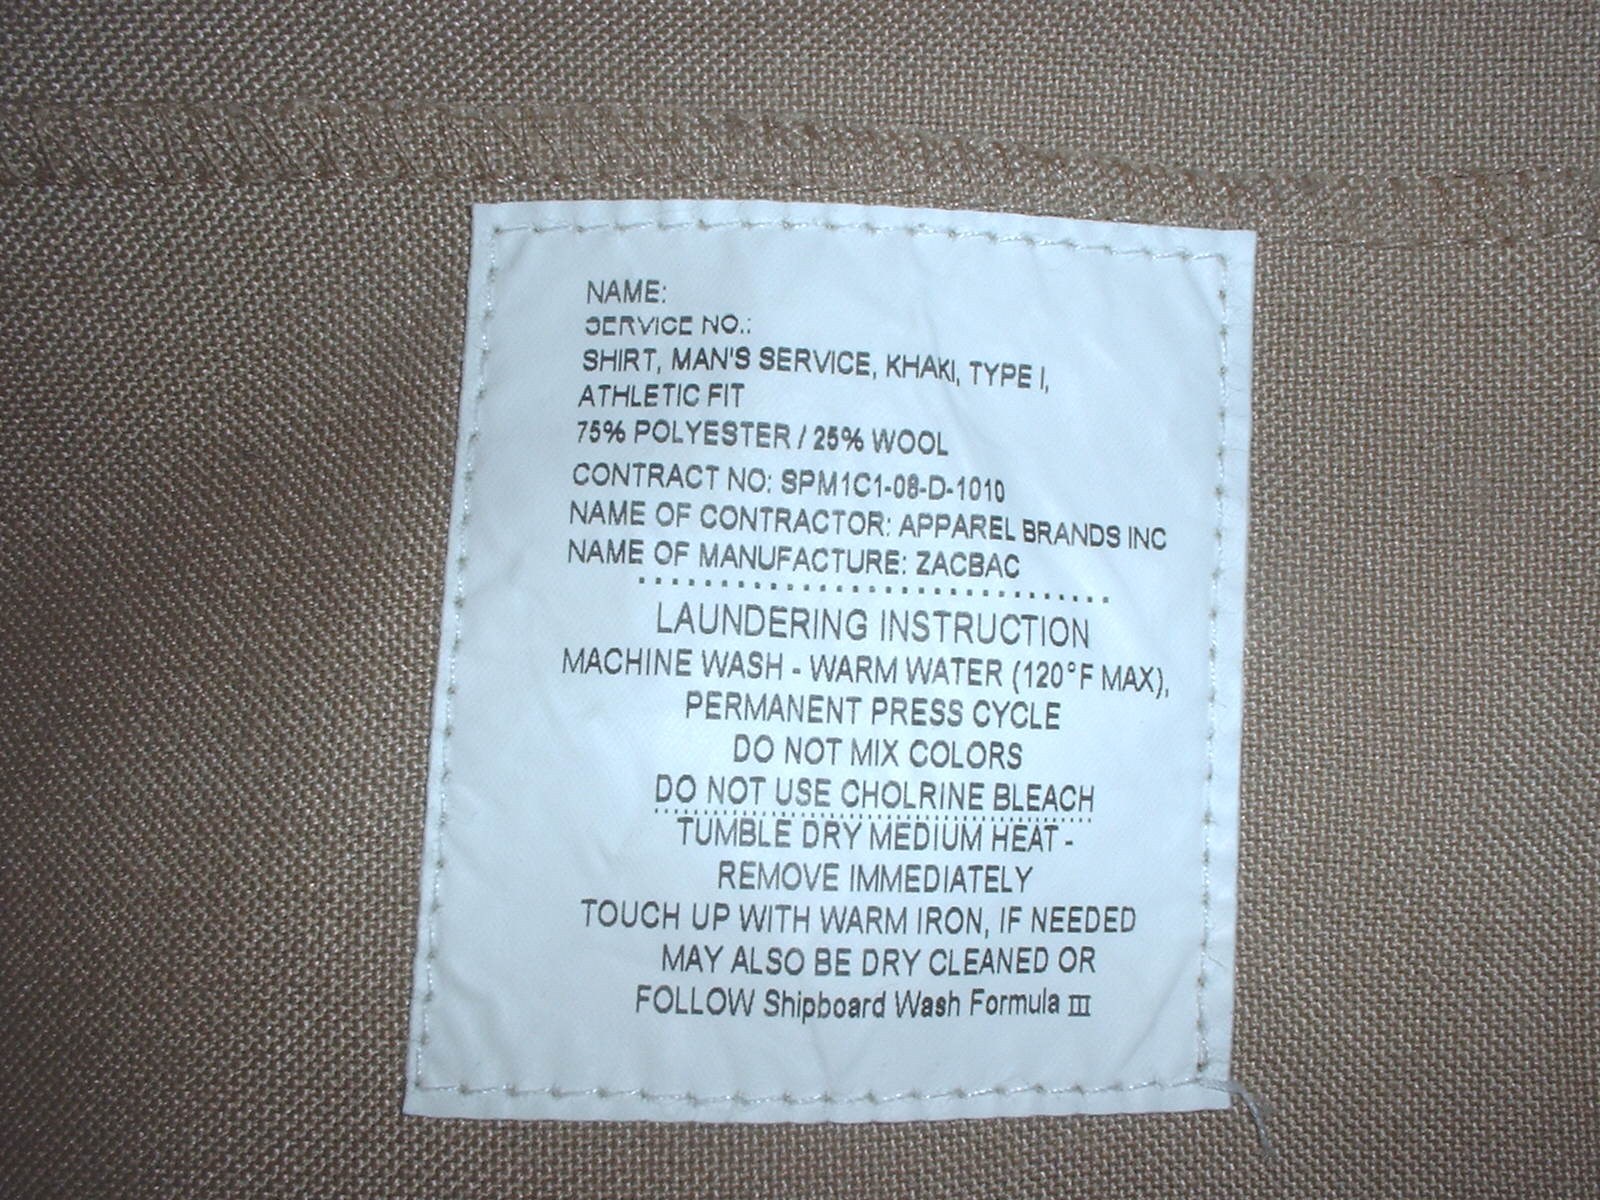 NAME:
SERVICE NO.:
SHIRT, MAN'S SERVICE, KHAKI, TYPE I,
ATHLETIC FIT
75% POLYESTER / 25% WOOL
CONTRACT NO: SPM1C1-08-D-1010
NAME OF CONTRACTOR: APPAREL BRANDS INC
NAME OF MANUFACTURE: ZACBAC
LAUNDERING INSTRUCTION
MACHINE WASH - WARM WATER (120°F MAX),
PERMANENT PRESS CYCLE
DO NOT MIX COLORS
DO NOT USE CHOLRINE BLEACH
TUMBLE DRY MEDIUM HEAT -
REMOVE IMMEDIATELY
TOUCH UP WITH WARM IRON, IF NEEDED
MAY ALSO BE DRY CLEANED OR
FOLLOW Shipboard Wash Formula III